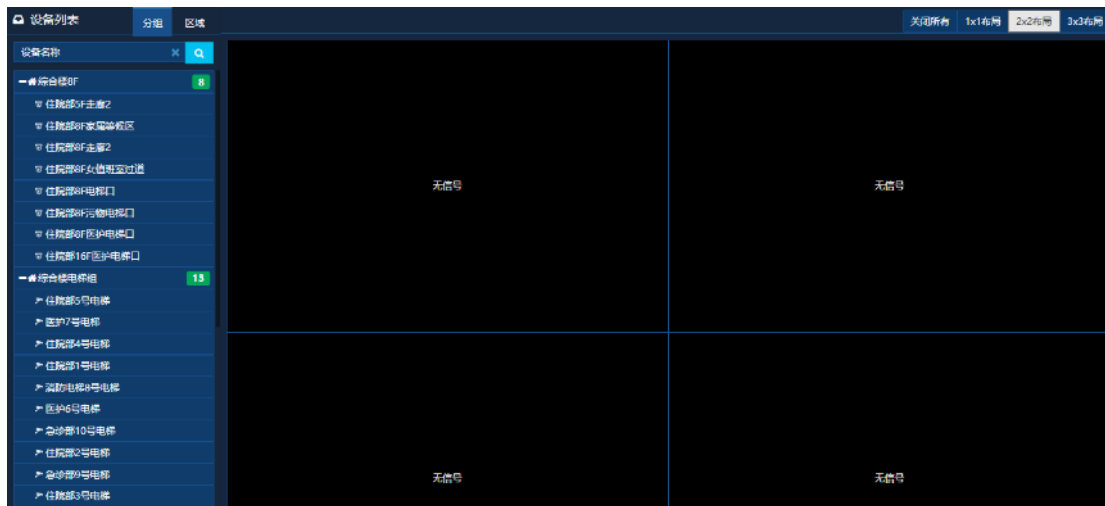 设备列表 分组 区域 关闭所有 1x1布局 2x2布局 3x3布局
设备名称
综合楼8F 8
住院部5F走廊2
住院部8F家属等候区
住院部8F走廊2
住院部8F女值班室过道
住院部8F电梯口
住院部8F污物电梯口
住院部8F医护电梯口
住院部16F医护电梯口
综合楼电梯组 13
住院部5号电梯
医护7号电梯
住院部4号电梯
住院部1号电梯
消防电梯8号电梯
医护6号电梯
急诊部10号电梯
住院部2号电梯
急诊部9号电梯
住院部3号电梯
无信号 无信号
无信号 无信号